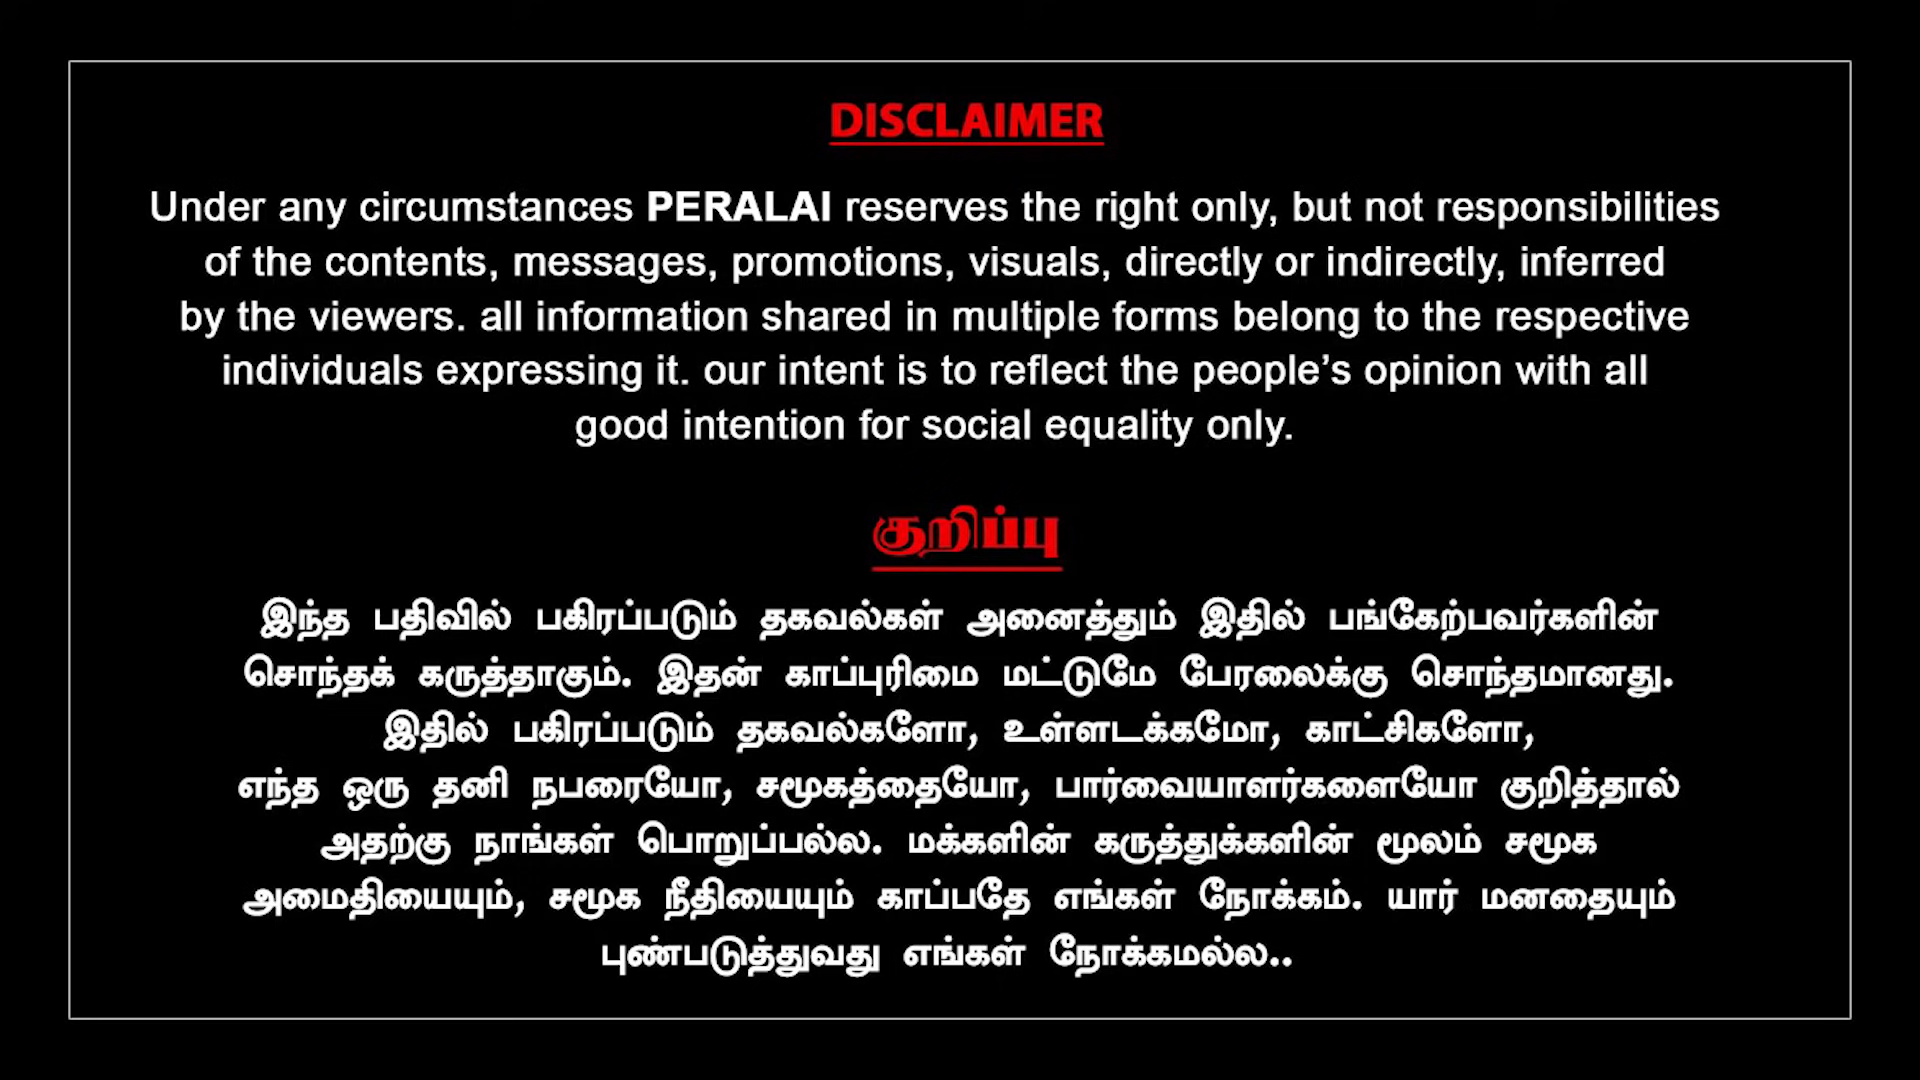 DISCLAIMER
Under any circumstances PERALAI reserves the right only, but not responsibilities
of the contents, messages, promotions, visuals, directly or indirectly, inferred
by the viewers. all information shared in multiple forms belong to the respective
individuals expressing it. our intent is to reflect the people’s opinion with all
good intention for social equality only.
குறிப்பு
இந்த பதிவில் பகிரப்படும் தகவல்கள் அனைத்தும் இதில் பங்கேற்பவர்களின்
சொந்தக் கருத்தாகும். இதன் காப்புரிமை மட்டுமே பேரலைக்கு சொந்தமானது.
இதில் பகிரப்படும் தகவல்களோ, உள்ளடக்கமோ, காட்சிகளோ,
எந்த ஒரு தனி நபரையோ, சமூகத்தையோ, பார்வையாளர்களையோ குறித்தால்
அதற்கு நாங்கள் பொறுப்பல்ல. மக்களின் கருத்துக்களின் மூலம் சமூக
அமைதியையும், சமூக நீதியையும் காப்பதே எங்கள் நோக்கம். யார் மனதையும்
புண்படுத்துவது எங்கள் நோக்கமல்ல..